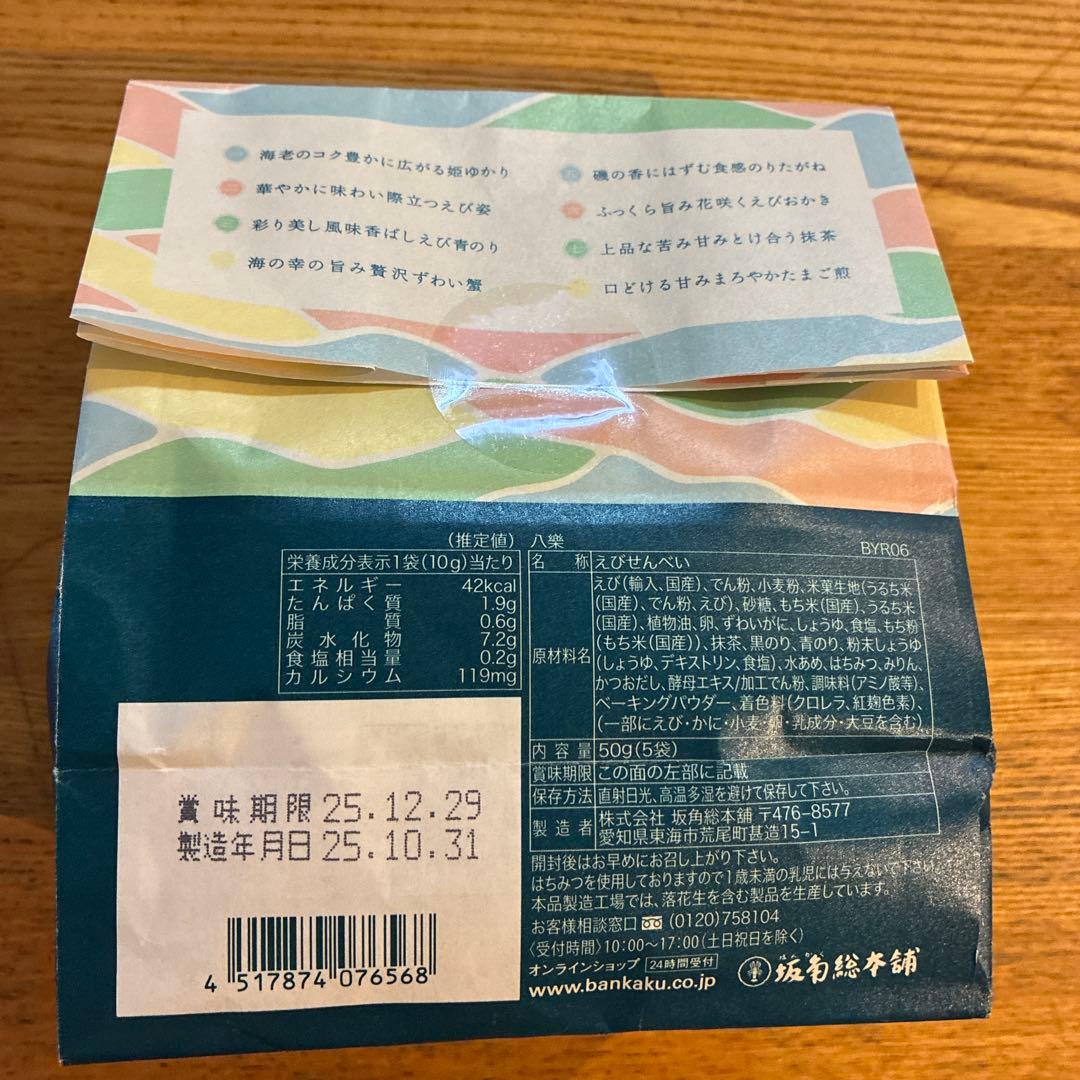 一 海老のコク豊かに広がる姫ゆかり
二 華やかに味わい際立つえび姿
三 彩り美し風味香ばしえび青のり
海の幸の旨み贅沢ずわい蟹
五 磯の香にはずむ食感のりたがね
六 ふっくら旨み花咲くえびおかき
七 上品な苦み甘みとけ合う抹茶
口どける甘みまろやかたまご煎
(推定値)
栄養成分表示1袋(10g)当たり
エネルギー 42kcal
たんぱく質 1.9g
脂質 0.6g
炭水化物 7.2g
食塩相当量 0.2g
カルシウム 119mg
八樂 BYR06
名称 えびせんべい
原材料名 えび(輸入、国産)、でん粉、小麦粉、米菓生地(うるち米
(国産)、でん粉、えび)、砂糖、もち米(国産)、うるち米
(国産)、植物油、卵、ずわいがに、しょうゆ、食塩、もち粉
(もち米(国産))、抹茶、黒のり、青のり、粉末しょうゆ
(しょうゆ、デキストリン、食塩)、水あめ、はちみつ、みりん、
かつおだし、酵母エキス/加工でん粉、調味料(アミノ酸等)、
ベーキングパウダー、着色料(クロレラ、紅麹色素)、
(一部にえび・かに・小麦・卵・乳成分・大豆を含む)
内容量 50g(5袋)
賞味期限 この面の左部に記載
保存方法 直射日光、高温多湿を避けて保存して下さい。
製造者 株式会社 坂角総本舖 〒476-8577
愛知県東海市荒尾町甚造15-1
開封後はお早めにお召し上がり下さい。
はちみつを使用しておりますので1歳未満の乳児には与えないで下さい。
本品製造工場では、落花生を含む製品を生産しています。
お客様相談窓口 (0120)758104
〈受付時間〉10:00〜17:00(土日祝日を除く)
オンラインショップ 24時間受付
www.bankaku.co.jp
坂角総本舖
賞味期限 25.12.29
製造年月日 25.10.31
4 517874 076568